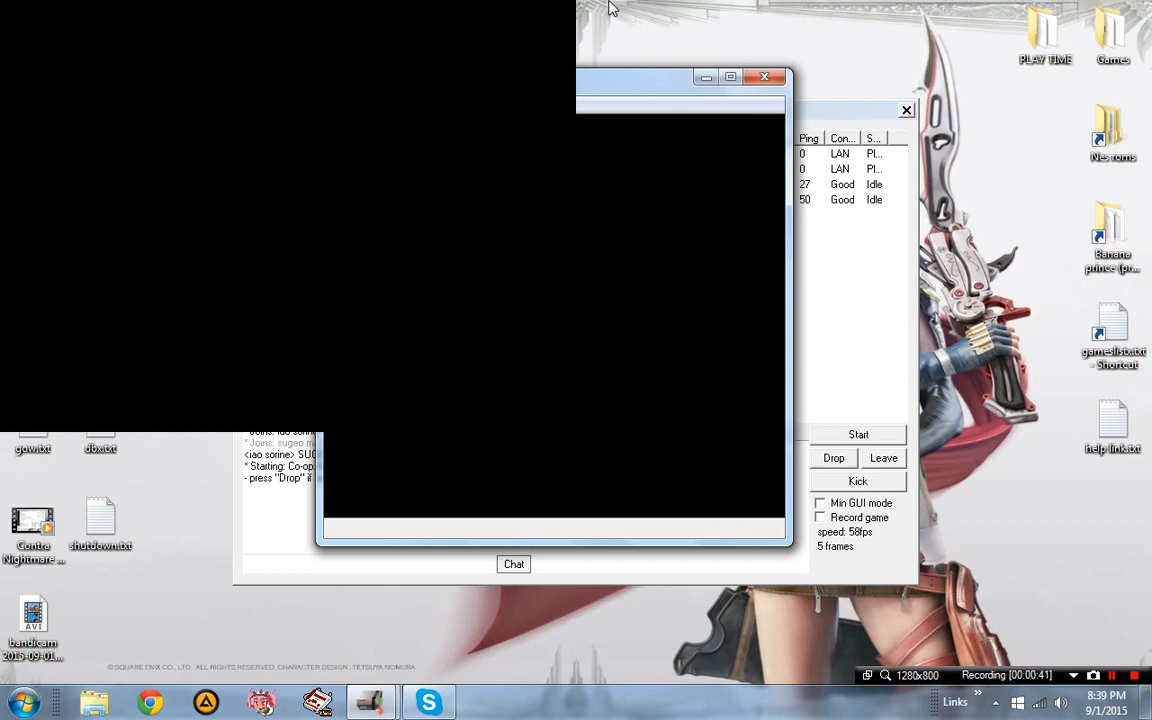 PLAY TIME
Games
Ping Con... S...
0 LAN Pl...
0 LAN Pl...
27 Good Idle
50 Good Idle
Nes roms
Banana
prince (pr...
gameslistx.txt
- Shortcut
help link.txt
gow.txt
dbx.txt
* Joins: sugeo m
<iao sorine> SUG
* Starting: Co-op
- press "Drop" if
Start
Drop Leave
Kick
Min GUI mode
Record game
speed: 58fps
5 frames
Chat
Contra
Nightmare ...
shutdown.txt
bandicam
2015-09-01...
© SQUARE ENIX CO., LTD. ALL RIGHTS RESERVED. CHARACTER DESIGN : TETSUYA NOMURA
1280x800 Recording [00:00:41]
Links »
8:39 PM
9/1/2015